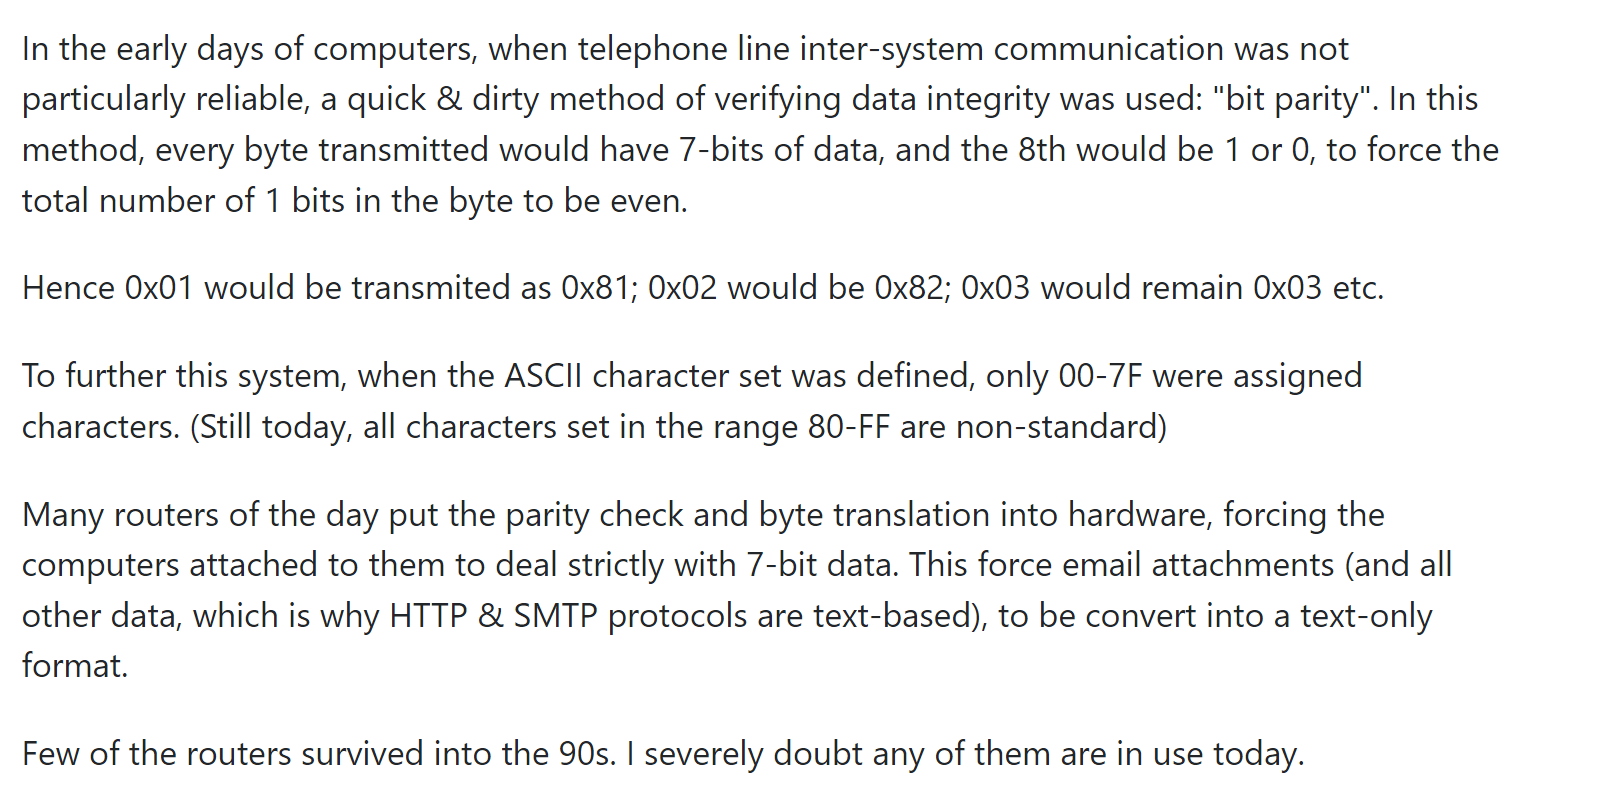 In the early days of computers, when telephone line inter-system communication was not
particularly reliable, a quick & dirty method of verifying data integrity was used: "bit parity". In this
method, every byte transmitted would have 7-bits of data, and the 8th would be 1 or 0, to force the
total number of 1 bits in the byte to be even.
Hence 0x01 would be transmited as 0x81; 0x02 would be 0x82; 0x03 would remain 0x03 etc.
To further this system, when the ASCII character set was defined, only 00-7F were assigned
characters. (Still today, all characters set in the range 80-FF are non-standard)
Many routers of the day put the parity check and byte translation into hardware, forcing the
computers attached to them to deal strictly with 7-bit data. This force email attachments (and all
other data, which is why HTTP & SMTP protocols are text-based), to be convert into a text-only
format.
Few of the routers survived into the 90s. I severely doubt any of them are in use today.